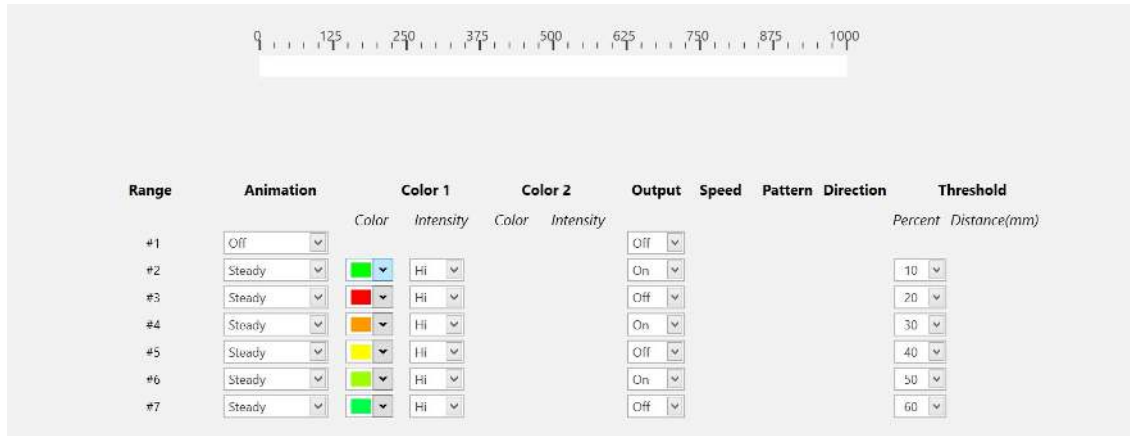 0 125 250 375 500 625 750 875 1000
Range Animation Color 1 Color 2 Output Speed Pattern Direction Threshold
Color Intensity Color Intensity Percent Distance(mm)
#1 Off Off
#2 Steady Hi On 10
#3 Steady Hi Off 20
#4 Steady Hi On 30
#5 Steady Hi Off 40
#6 Steady Hi On 50
#7 Steady Hi Off 60